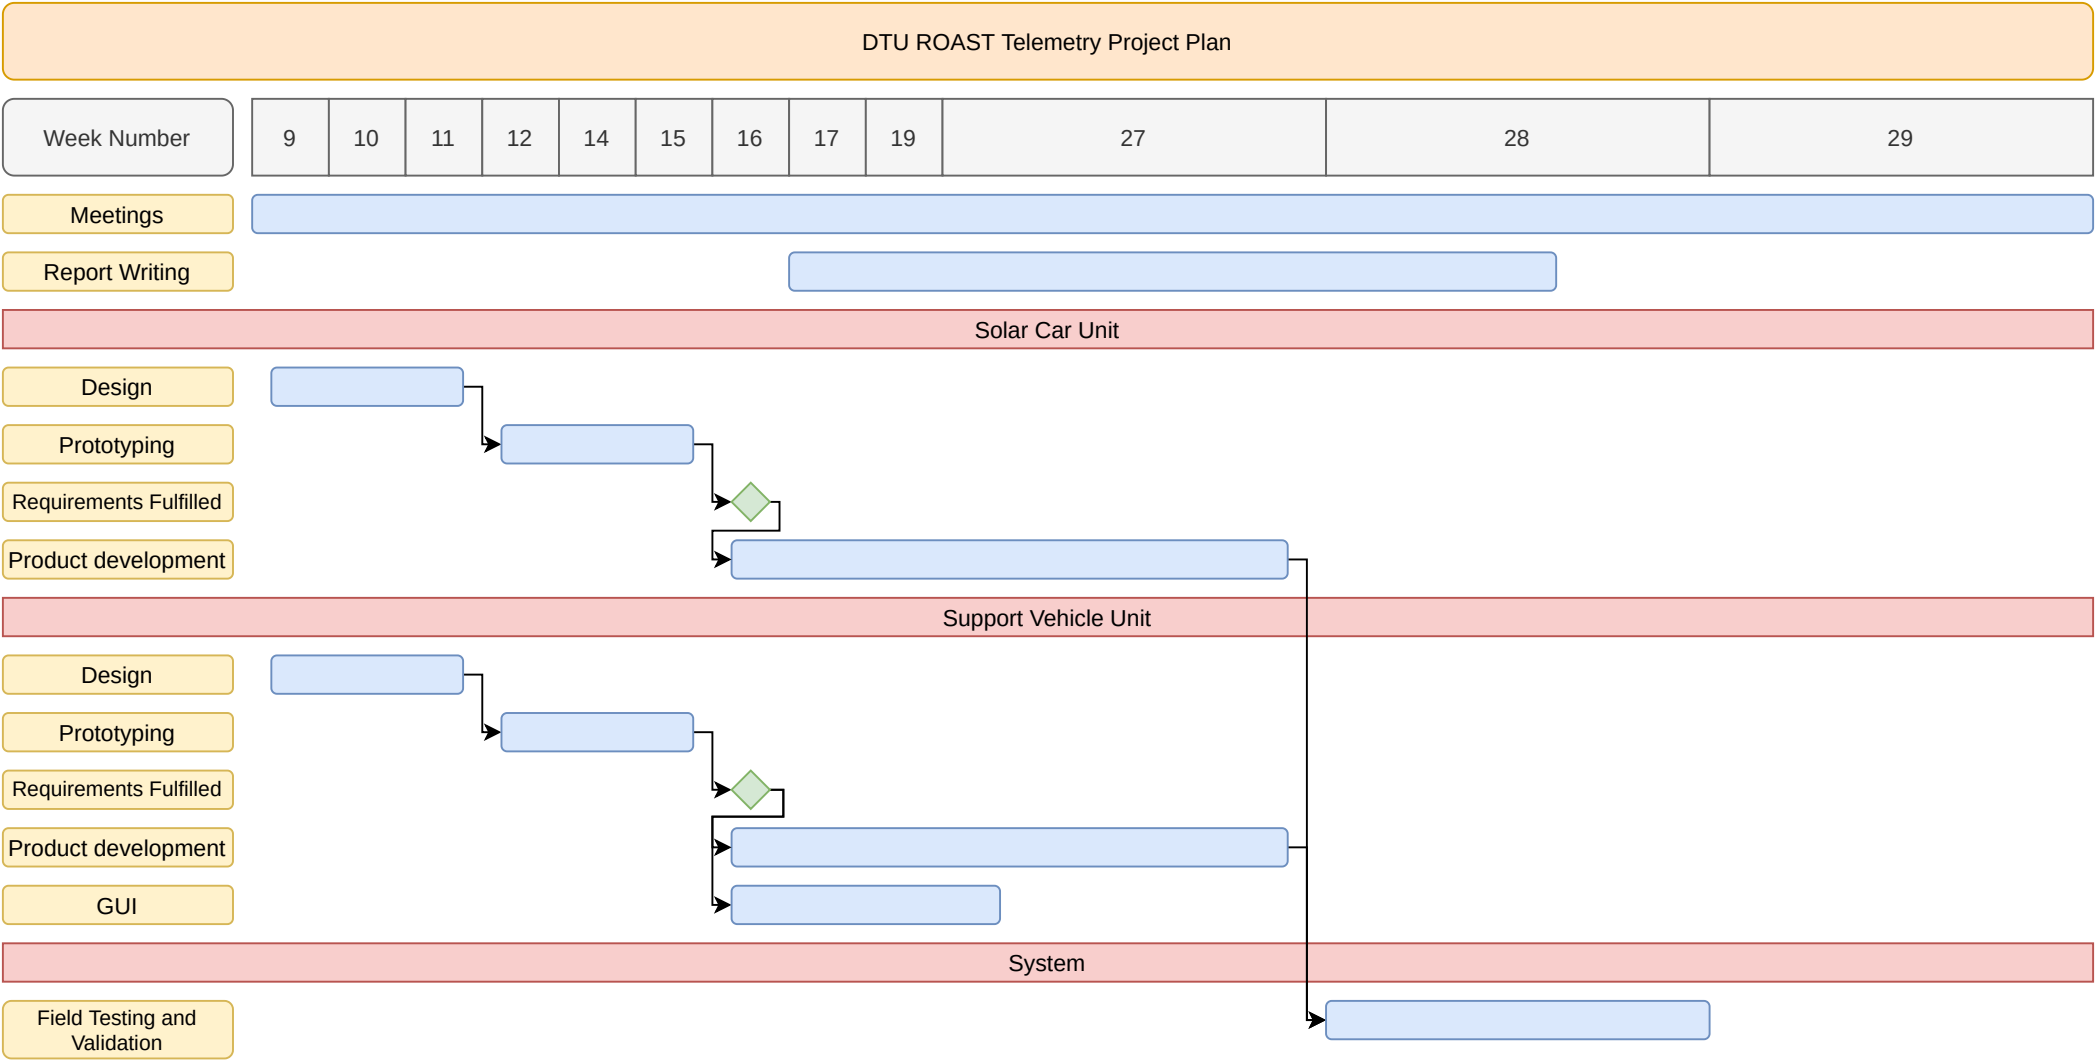 DTU ROAST Telemetry Project Plan
Week Number 9 10 11 12 14 15 16 17 19 27 28 29
Meetings
Report Writing
Solar Car Unit
Design
Prototyping
Requirements Fulfilled
Product development
Support Vehicle Unit
Design
Prototyping
Requirements Fulfilled
Product development
GUI
System
Field Testing and
Validation